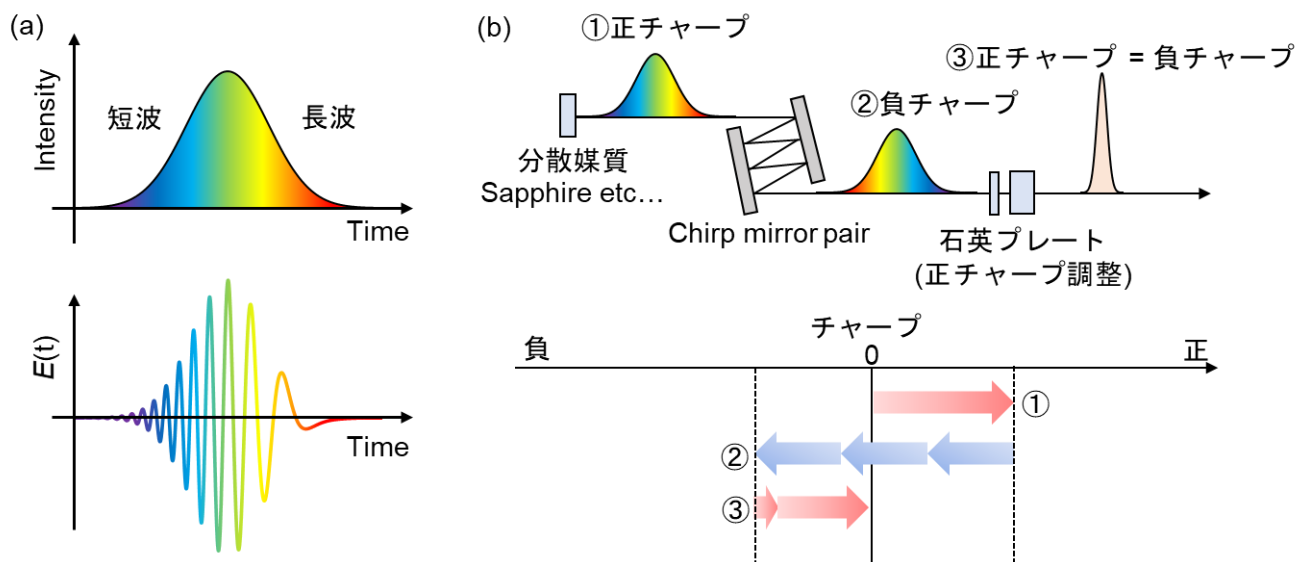 (a)
Intensity
短波
長波
Time
E(t)
Time
(b)
①正チャープ
③正チャープ = 負チャープ
②負チャープ
分散媒質
Sapphire etc…
Chirp mirror pair
石英プレート
(正チャープ調整)
チャープ
負
0
正
①
②
③